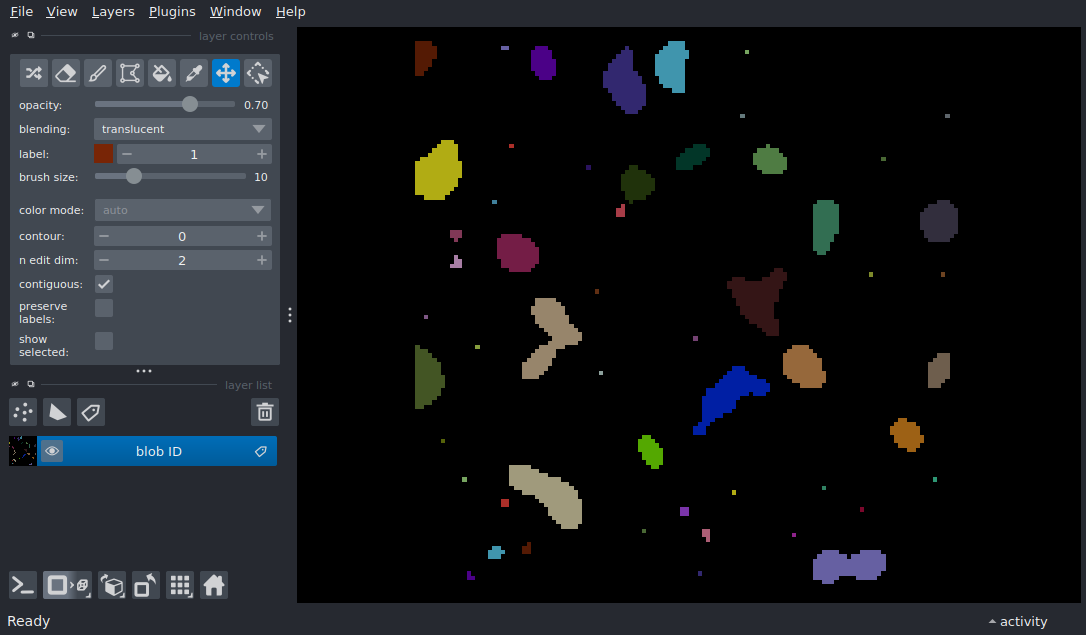 File View Layers Plugins Window Help
layer controls
opacity: 0.70
blending: translucent
label: 1
brush size: 10
color mode: auto
contour: 0
n edit dim: 2
contiguous:
preserve
labels:
show
selected:
layer list
blob ID
Ready activity